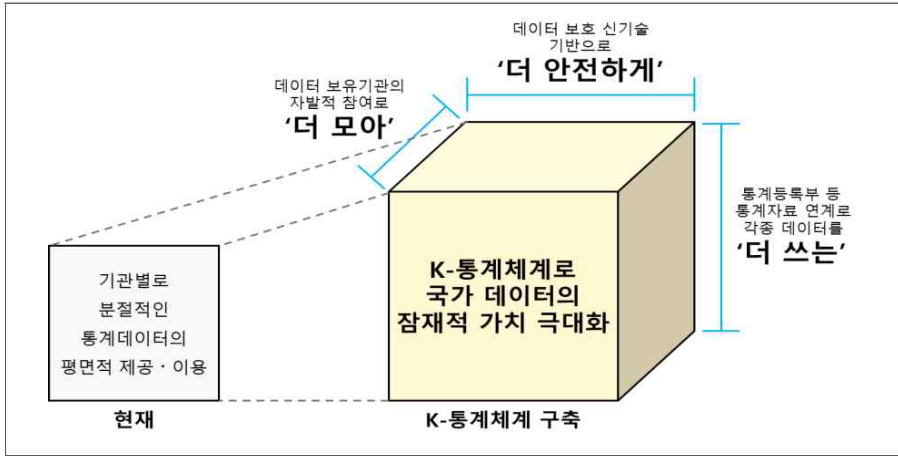 데이터 보호 신기술
기반으로
‘더 안전하게’
데이터 보유기관의
자발적 참여로
‘더 모아’
통계등록부 등
통계자료 연계로
각종 데이터를
‘더 쓰는’
기관별로
분절적인
통계데이터의
평면적 제공·이용
현재
K-통계체계로
국가 데이터의
잠재적 가치 극대화
K-통계체계 구축